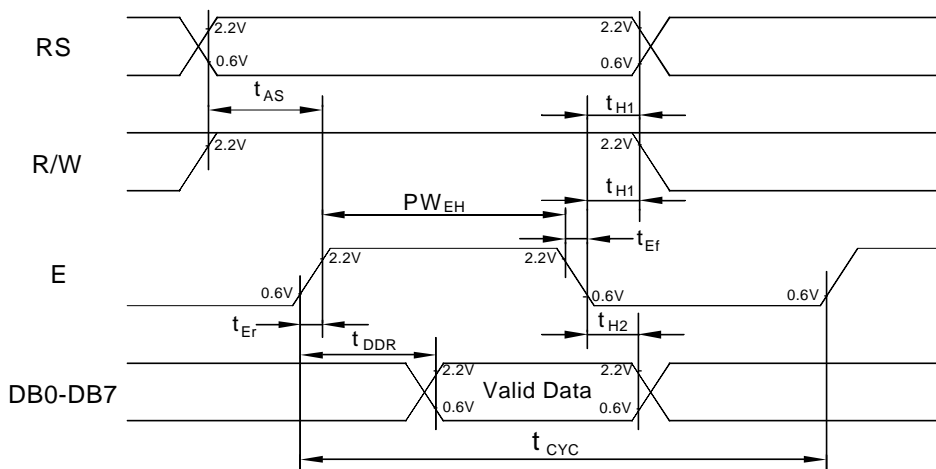 RS
2.2V
2.2V
0.6V
0.6V
tAS
tH1
R/W
2.2V
2.2V
tH1
PWEH
tEf
E
2.2V
2.2V
0.6V
0.6V
0.6V
tEr
tH2
tDDR
DB0-DB7
2.2V
Valid Data
2.2V
0.6V
0.6V
tCYC